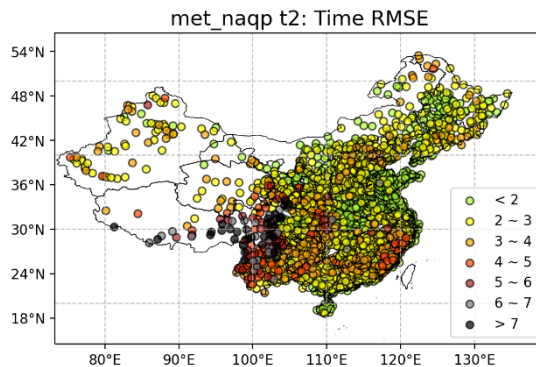 met_naqp t2: Time RMSE
54°N
48°N
42°N
36°N
30°N
24°N
18°N
80°E
90°E
100°E
110°E
120°E
130°E
< 2
2 ~ 3
3 ~ 4
4 ~ 5
5 ~ 6
6 ~ 7
> 7